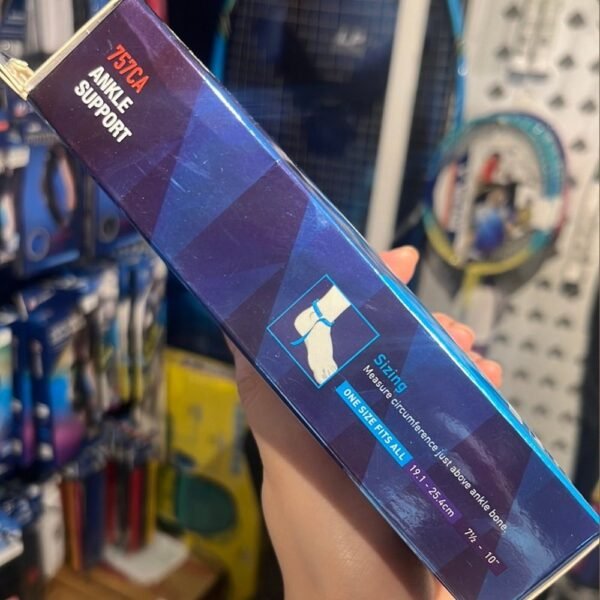 757CA
ANKLE
SUPPORT
Sizing
Measure circumference just above ankle bone.
ONE SIZE FITS ALL 19.1 - 25.4cm 7½ - 10"